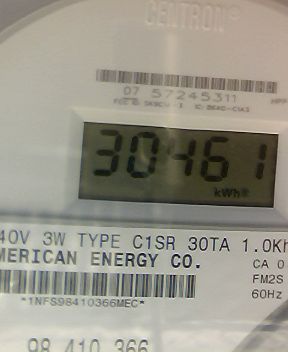 CENTRON®
07 57245311
30461
kWh
40V 3W TYPE C1SR 30TA 1.0Kh
MERICAN ENERGY CO.
CA 0
FM2S
60Hz
*1NFS98410366MEC*
98 410 366